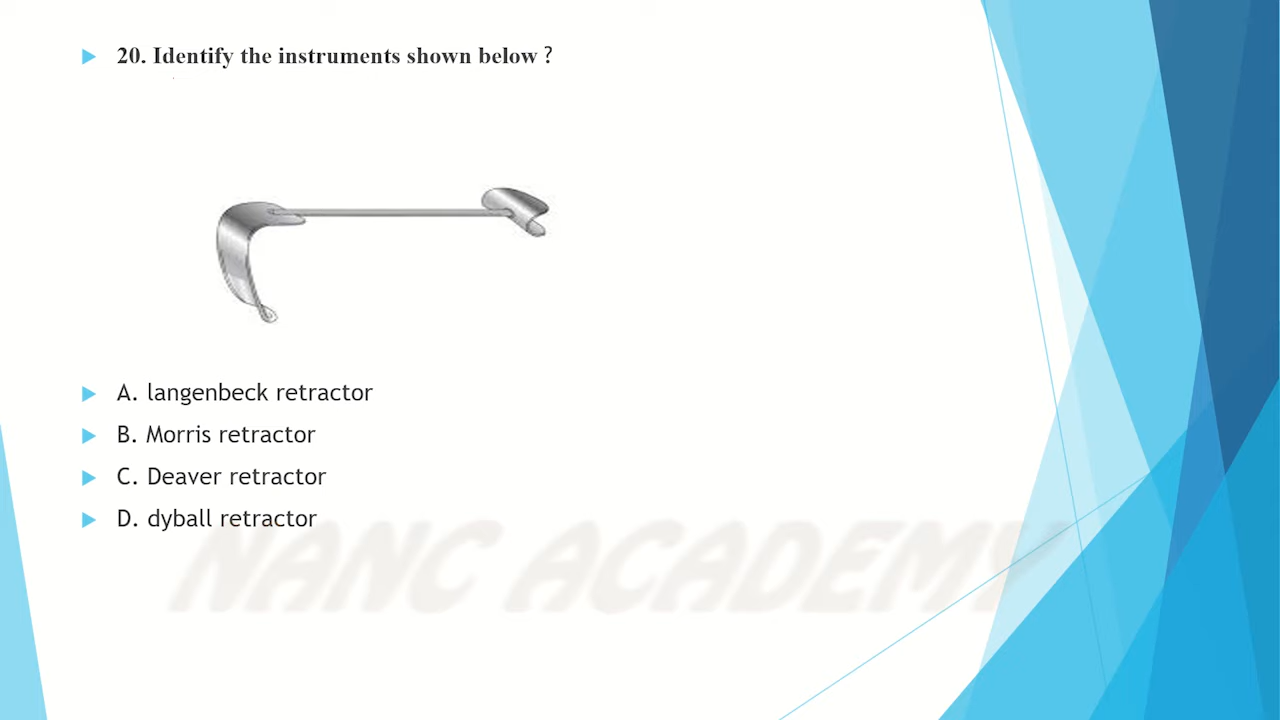 20. Identify the instruments shown below ?
A. langenbeck retractor
B. Morris retractor
C. Deaver retractor
D. dyball retractor
NANC ACADEMY